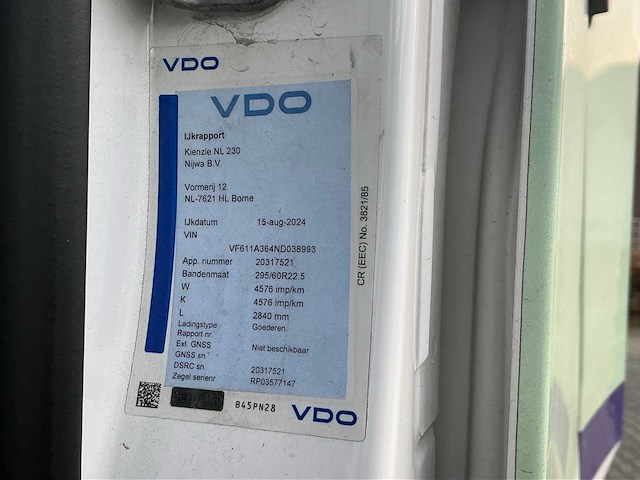 VDO
VDO
IJkrapport
Kienzle NL 230
Nijwa B.V.
Vormerij 12
NL-7621 HL Borne
IJkdatum 15-aug-2024
VIN
VF611A364ND038993
App. nummer 20317521
Bandenmaat 295/60R22.5
W 4576 imp/km
K 4576 imp/km
L 2840 mm
Ladingstype Goederen
Rapport nr.
Ext. GNSS Niet beschikbaar
GNSS sn.
DSRC sn. 20317521
Zegel serienr. RP03577147
B45PN28
VDO
CR (EEC) No. 3821/85